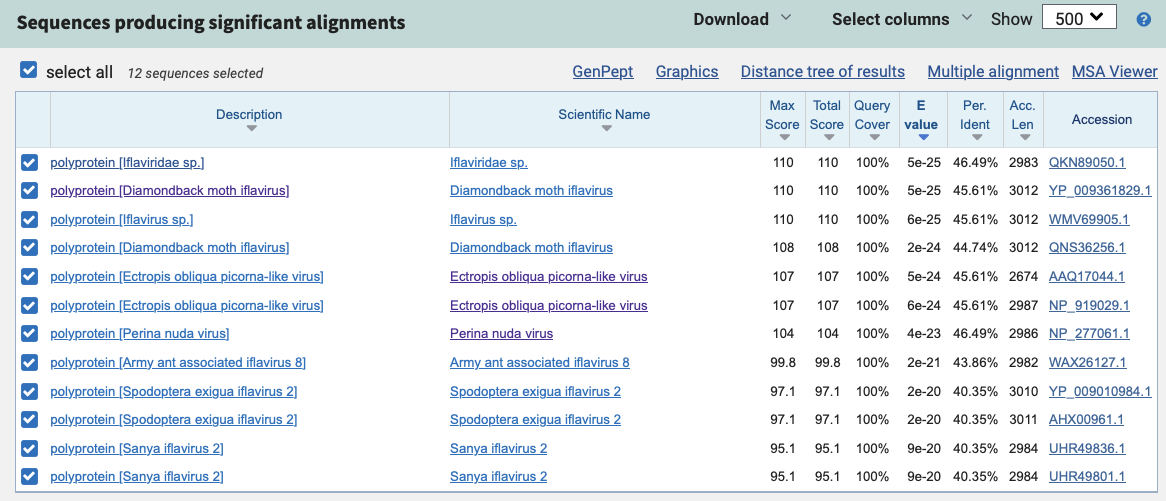 Sequences producing significant alignments Download Select columns Show 500 ?
select all 12 sequences selected GenPept Graphics Distance tree of results Multiple alignment MSA Viewer
Description Scientific Name Max Score Total Score Query Cover E value Per. Ident Acc. Len Accession
polyprotein [Iflaviridae sp.] Iflaviridae sp. 110 110 100% 5e-25 46.49% 2983 QKN89050.1
polyprotein [Diamondback moth iflavirus] Diamondback moth iflavirus 110 110 100% 5e-25 45.61% 3012 YP_009361829.1
polyprotein [Iflavirus sp.] Iflavirus sp. 110 110 100% 6e-25 45.61% 3012 WMV69905.1
polyprotein [Diamondback moth iflavirus] Diamondback moth iflavirus 108 108 100% 2e-24 44.74% 3012 QNS36256.1
polyprotein [Ectropis obliqua picorna-like virus] Ectropis obliqua picorna-like virus 107 107 100% 5e-24 45.61% 2674 AAQ17044.1
polyprotein [Ectropis obliqua picorna-like virus] Ectropis obliqua picorna-like virus 107 107 100% 6e-24 45.61% 2987 NP_919029.1
polyprotein [Perina nuda virus] Perina nuda virus 104 104 100% 4e-23 46.49% 2986 NP_277061.1
polyprotein [Army ant associated iflavirus 8] Army ant associated iflavirus 8 99.8 99.8 100% 2e-21 43.86% 2982 WAX26127.1
polyprotein [Spodoptera exigua iflavirus 2] Spodoptera exigua iflavirus 2 97.1 97.1 100% 2e-20 40.35% 3010 YP_009010984.1
polyprotein [Spodoptera exigua iflavirus 2] Spodoptera exigua iflavirus 2 97.1 97.1 100% 2e-20 40.35% 3011 AHX00961.1
polyprotein [Sanya iflavirus 2] Sanya iflavirus 2 95.1 95.1 100% 9e-20 40.35% 2984 UHR49836.1
polyprotein [Sanya iflavirus 2] Sanya iflavirus 2 95.1 95.1 100% 9e-20 40.35% 2984 UHR49801.1